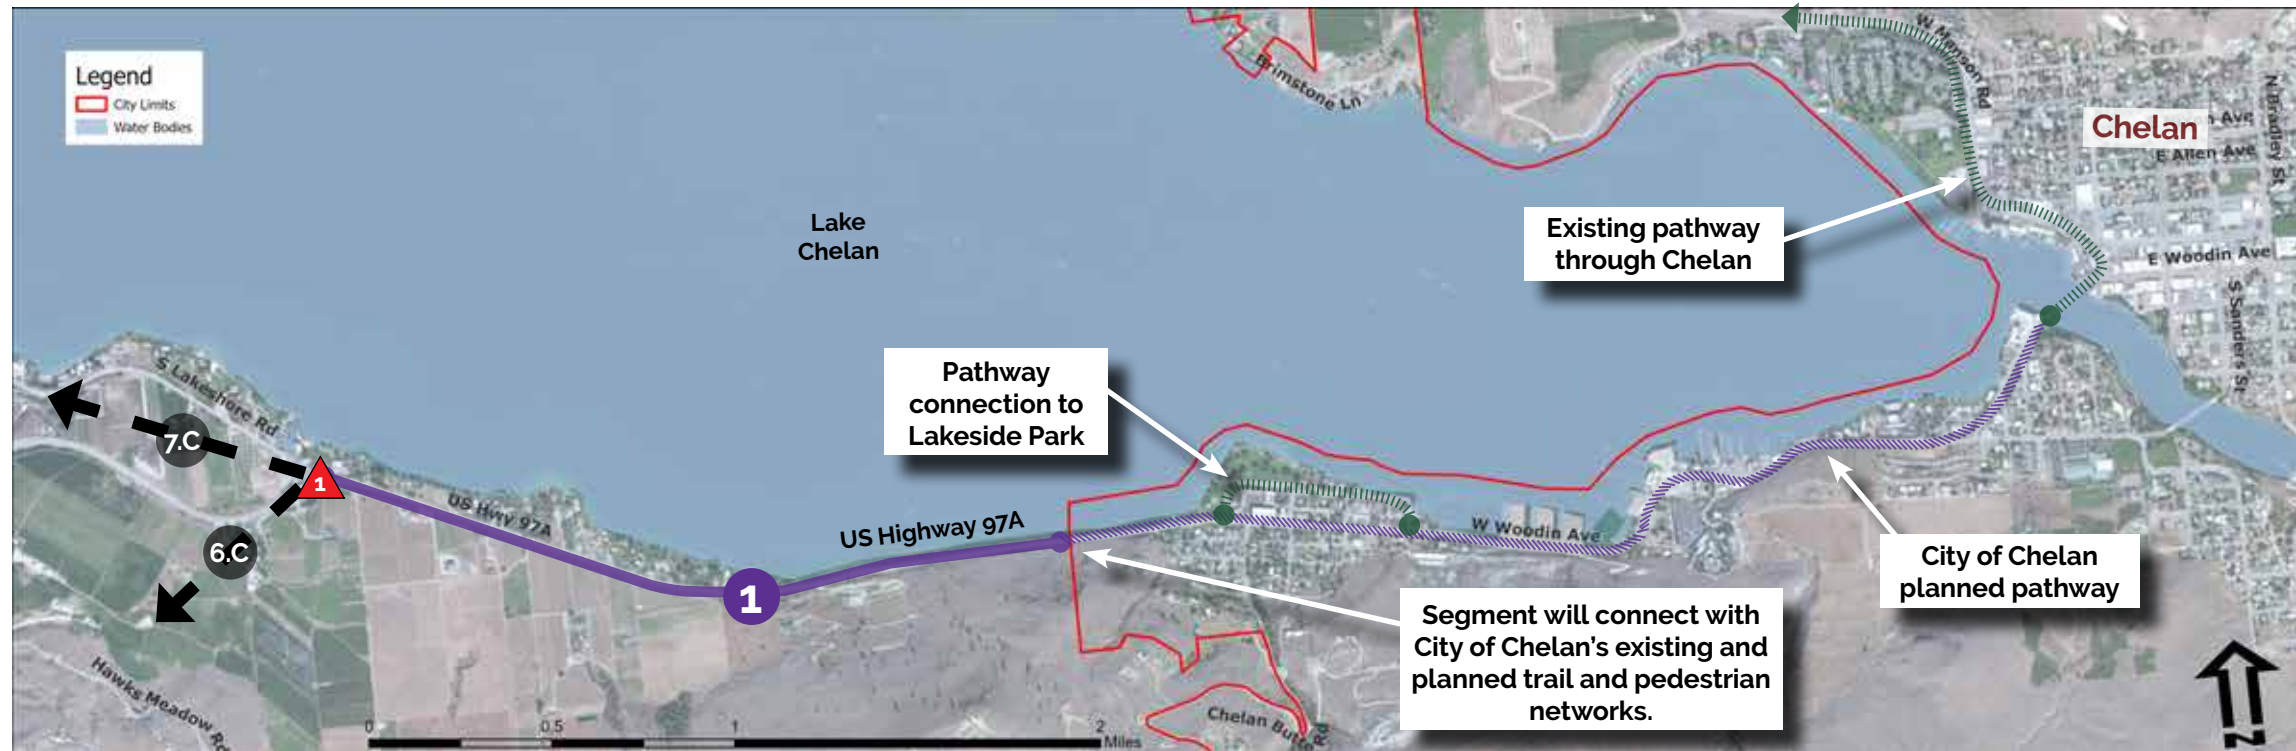 Legend
City Limits
Water Bodies
Brimstone Ln
W Manson Rd
N Bradley St
Chelan
on Ave
E Allen Ave
Lake
Chelan
Existing pathway
through Chelan
E Woodin Ave
S Sanders St
Pathway
connection to
Lakeside Park
S Lakeshore Rd
7.C
1
US Hwy 97A
US Highway 97A
W Woodin Ave
6.C
1
City of Chelan
planned pathway
Segment will connect with
City of Chelan's existing and
planned trail and pedestrian
networks.
Hawks Meadow Rd
Chelan Butte Rd
0 0.5 1 2 Miles
N